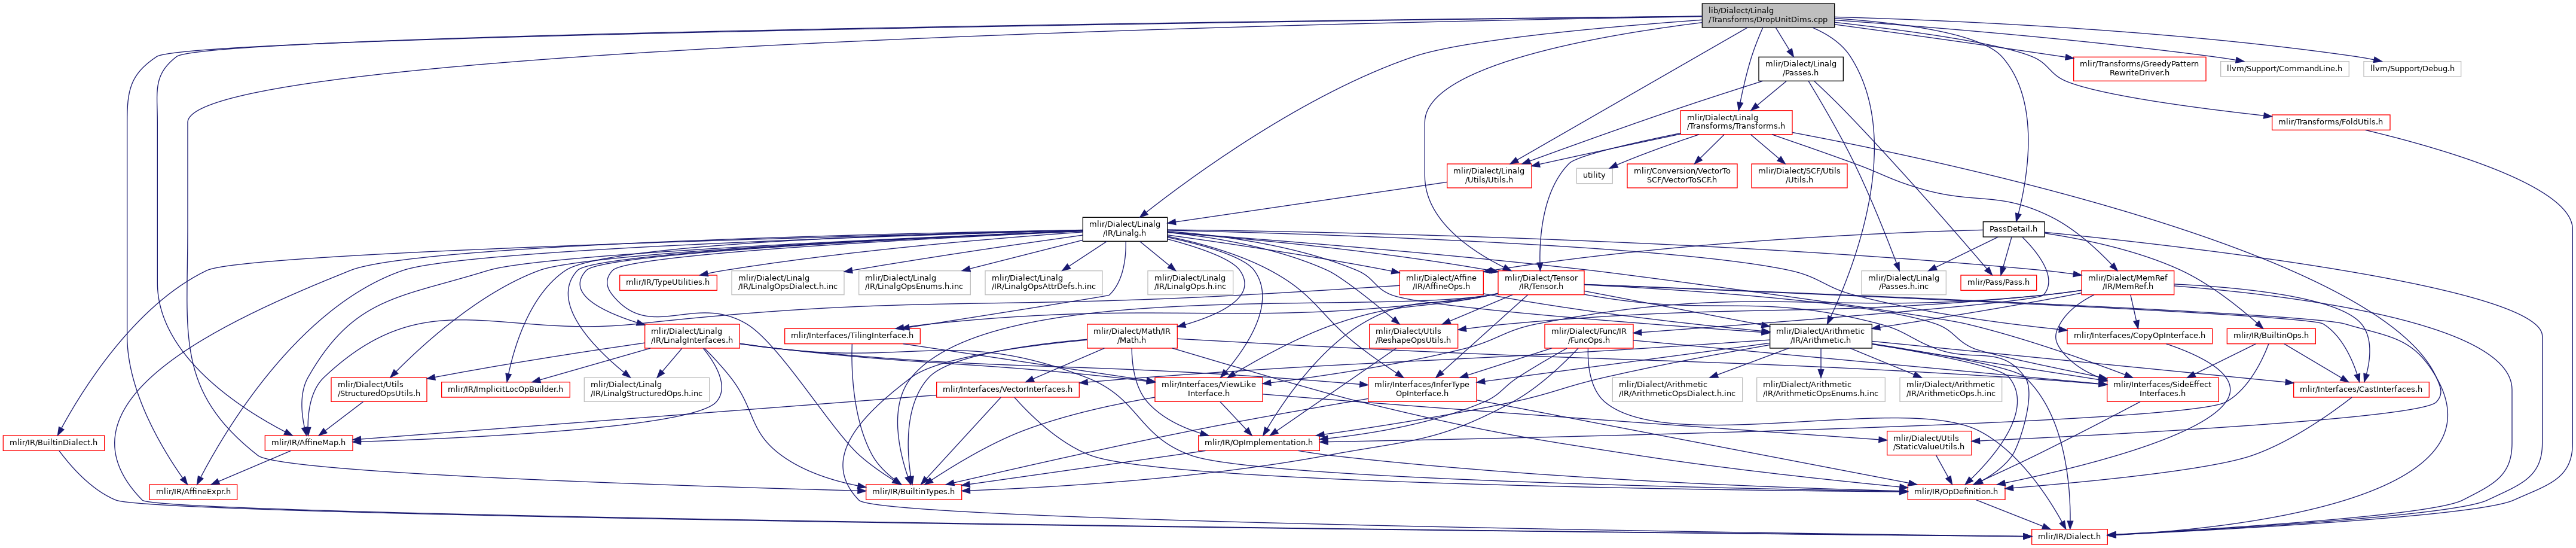 lib/Dialect/Linalg
/Transforms/DropUnitDims.cpp
mlir/Dialect/Linalg
/Passes.h
mlir/Transforms/GreedyPattern
RewriteDriver.h
llvm/Support/CommandLine.h
llvm/Support/Debug.h
mlir/Dialect/Linalg
/Transforms/Transforms.h
mlir/Transforms/FoldUtils.h
mlir/Dialect/Linalg
/Utils/Utils.h
utility
mlir/Conversion/VectorTo
SCF/VectorToSCF.h
mlir/Dialect/SCF/Utils
/Utils.h
mlir/Dialect/Linalg
/IR/Linalg.h
PassDetail.h
mlir/IR/TypeUtilities.h
mlir/Dialect/Linalg
/IR/LinalgOpsDialect.h.inc
mlir/Dialect/Linalg
/IR/LinalgOpsEnums.h.inc
mlir/Dialect/Linalg
/IR/LinalgOpsAttrDefs.h.inc
mlir/Dialect/Linalg
/IR/LinalgOps.h.inc
mlir/Dialect/Affine
/IR/AffineOps.h
mlir/Dialect/Tensor
/IR/Tensor.h
mlir/Dialect/Linalg
/Passes.h.inc
mlir/Pass/Pass.h
mlir/Dialect/MemRef
/IR/MemRef.h
mlir/Dialect/Linalg
/IR/LinalgInterfaces.h
mlir/Interfaces/TilingInterface.h
mlir/Dialect/Math/IR
/Math.h
mlir/Dialect/Utils
/ReshapeOpsUtils.h
mlir/Dialect/Func/IR
/FuncOps.h
mlir/Dialect/Arithmetic
/IR/Arithmetic.h
mlir/Interfaces/CopyOpInterface.h
mlir/IR/BuiltinOps.h
mlir/Dialect/Utils
/StructuredOpsUtils.h
mlir/IR/ImplicitLocOpBuilder.h
mlir/Dialect/Linalg
/IR/LinalgStructuredOps.h.inc
mlir/Interfaces/VectorInterfaces.h
mlir/Interfaces/ViewLike
Interface.h
mlir/Interfaces/InferType
OpInterface.h
mlir/Dialect/Arithmetic
/IR/ArithmeticOpsDialect.h.inc
mlir/Dialect/Arithmetic
/IR/ArithmeticOpsEnums.h.inc
mlir/Dialect/Arithmetic
/IR/ArithmeticOps.h.inc
mlir/Interfaces/SideEffect
Interfaces.h
mlir/Interfaces/CastInterfaces.h
mlir/IR/BuiltinDialect.h
mlir/IR/AffineMap.h
mlir/IR/OpImplementation.h
mlir/Dialect/Utils
/StaticValueUtils.h
mlir/IR/AffineExpr.h
mlir/IR/BuiltinTypes.h
mlir/IR/OpDefinition.h
mlir/IR/Dialect.h